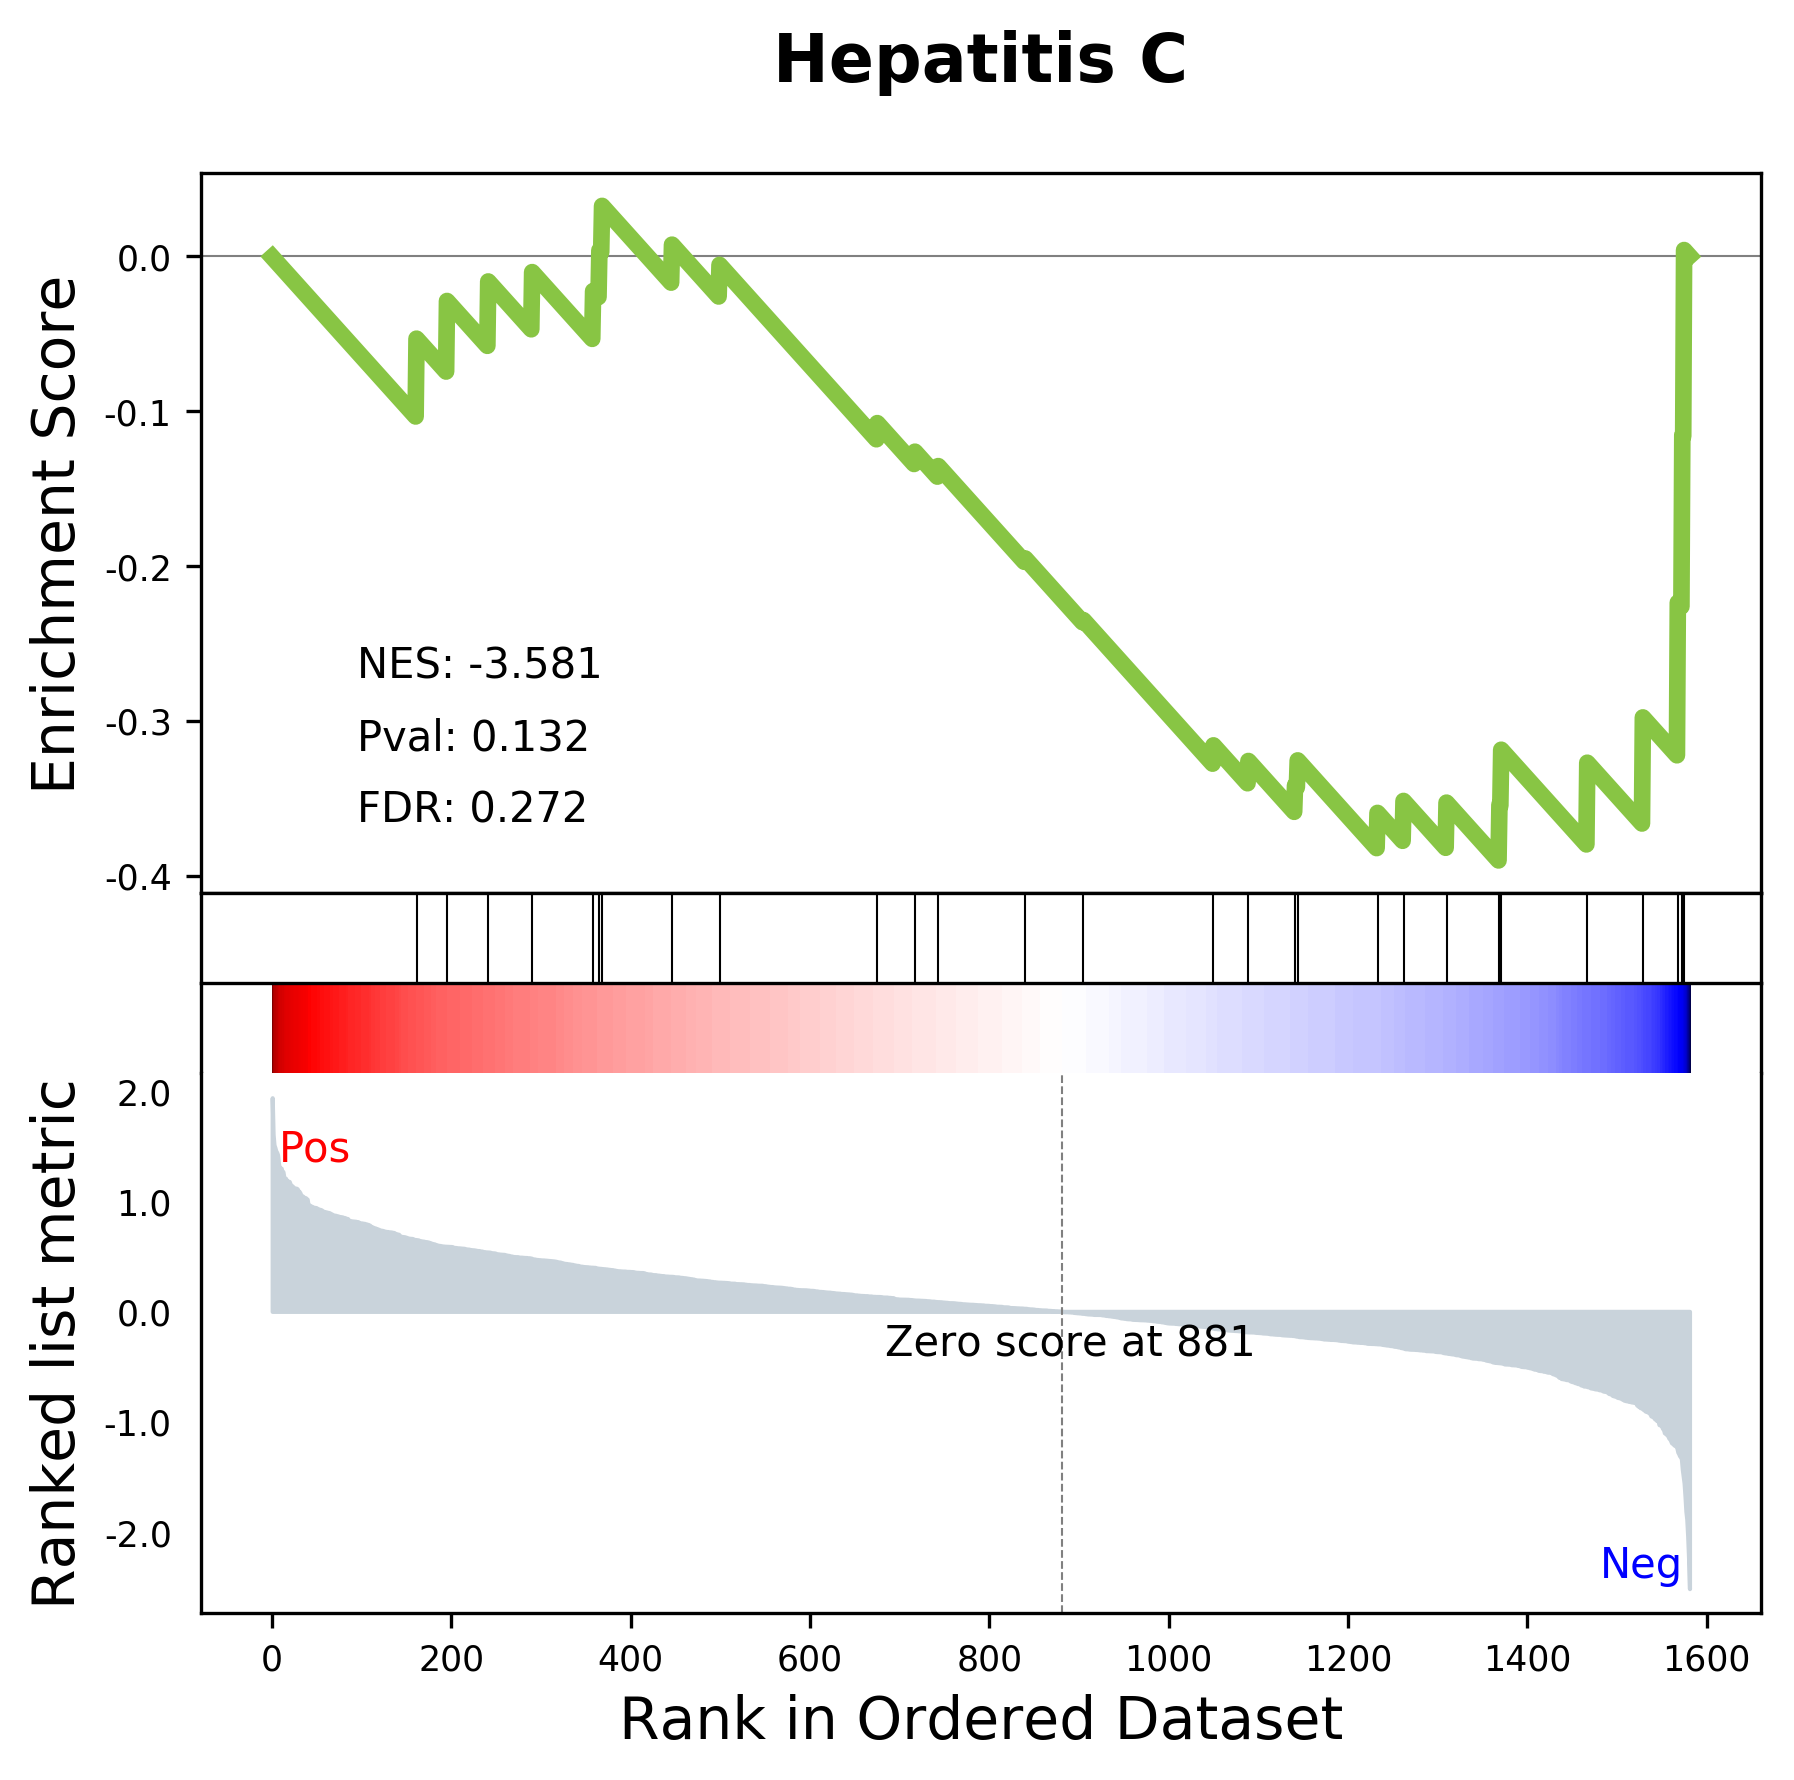 Hepatitis C
Enrichment Score
0.0
-0.1
-0.2
-0.3
-0.4
NES: -3.581
Pval: 0.132
FDR: 0.272
Ranked list metric
2.0
1.0
0.0
-1.0
-2.0
Pos
Zero score at 881
Neg
0 200 400 600 800 1000 1200 1400 1600
Rank in Ordered Dataset